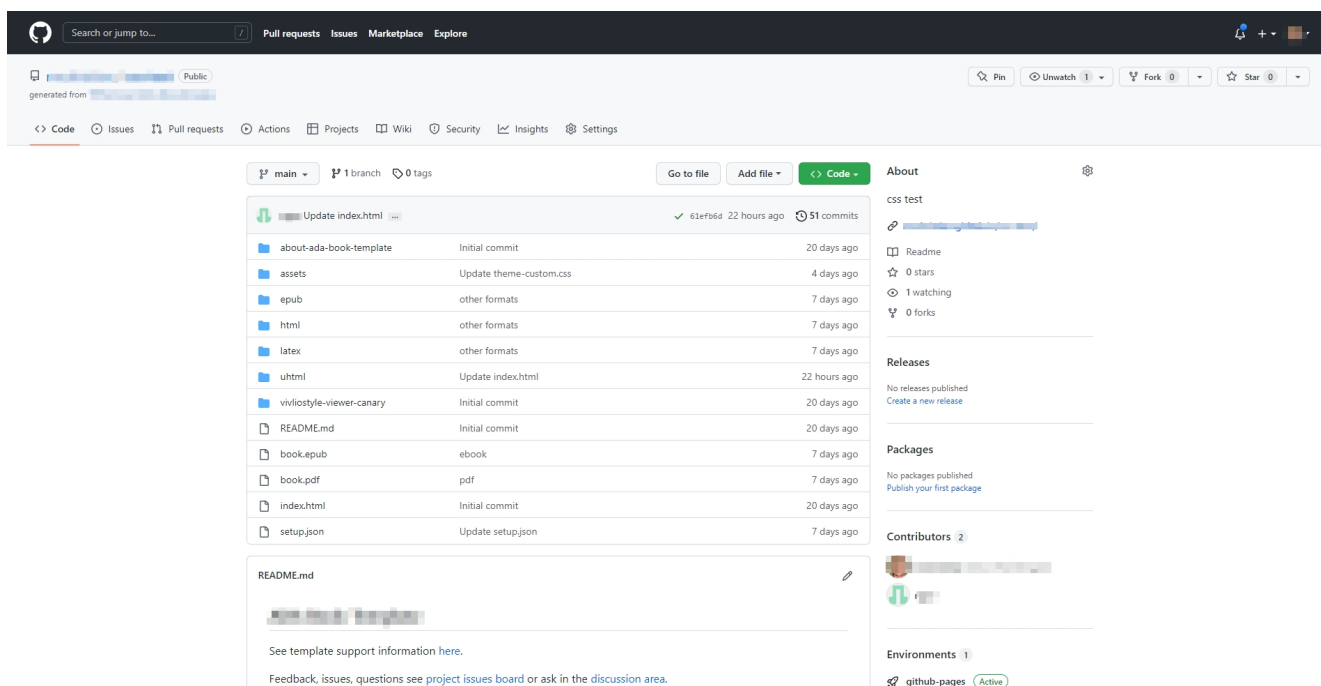 Search or jump to... / Pull requests Issues Marketplace Explore
Public
Pin Unwatch 1 Fork 0 Star 0
generated from
Code Issues Pull requests Actions Projects Wiki Security Insights Settings
main 1 branch 0 tags Go to file Add file Code
Update index.html ... 61efb6d 22 hours ago 51 commits
about-ada-book-template Initial commit 20 days ago
assets Update theme-custom.css 4 days ago
epub other formats 7 days ago
html other formats 7 days ago
latex other formats 7 days ago
uhtml Update index.html 22 hours ago
vivliostyle-viewer-canary Initial commit 20 days ago
README.md Initial commit 20 days ago
book.epub ebook 7 days ago
book.pdf pdf 7 days ago
index.html Initial commit 20 days ago
setup.json Update setup.json 7 days ago
README.md
See template support information here.
Feedback, issues, questions see project issues board or ask in the discussion area.
About
css test
Readme
0 stars
1 watching
0 forks
Releases
No releases published
Create a new release
Packages
No packages published
Publish your first package
Contributors 2
Environments 1
github-pages Active